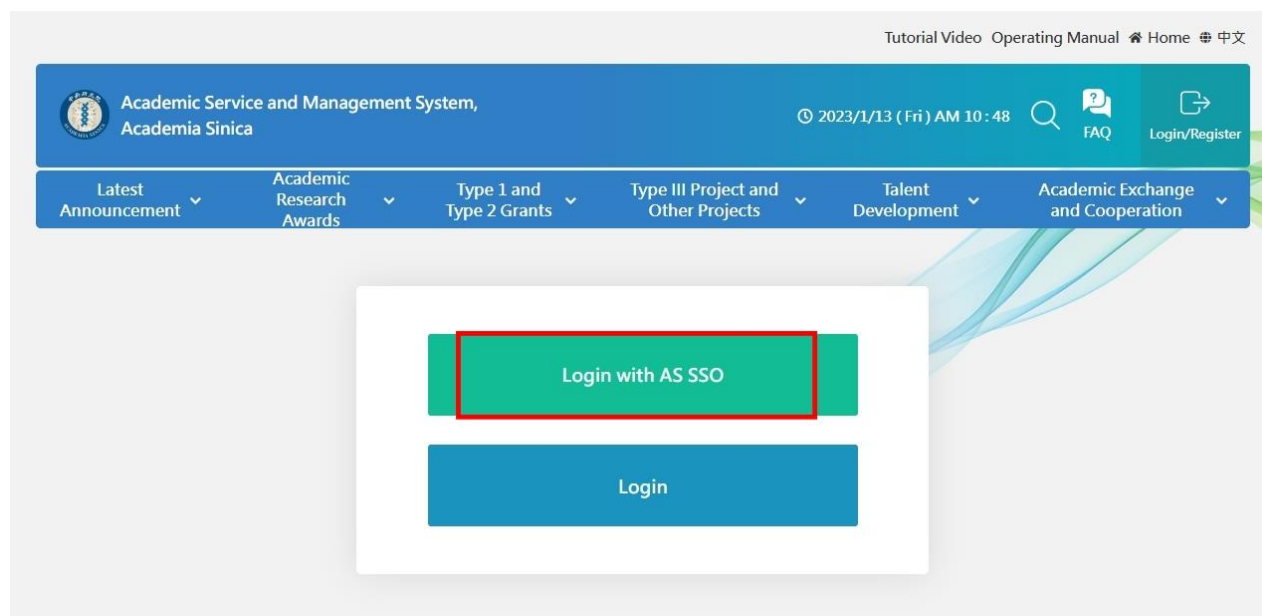 Tutorial Video Operating Manual Home 中文
Academic Service and Management System,
Academia Sinica
2023/1/13 ( Fri ) AM 10 : 48
?
FAQ
Login/Register
Latest
Announcement
Academic
Research
Awards
Type 1 and
Type 2 Grants
Type III Project and
Other Projects
Talent
Development
Academic Exchange
and Cooperation
Login with AS SSO
Login